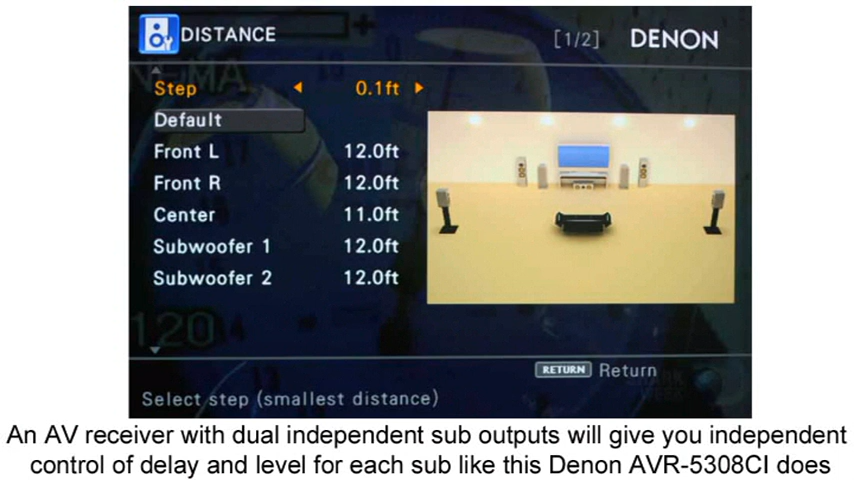 DISTANCE
[1/2] DENON
Step 0.1ft
Default
Front L 12.0ft
Front R 12.0ft
Center 11.0ft
Subwoofer 1 12.0ft
Subwoofer 2 12.0ft
120
RETURN Return
Select step (smallest distance)
An AV receiver with dual independent sub outputs will give you independent
control of delay and level for each sub like this Denon AVR-5308CI does